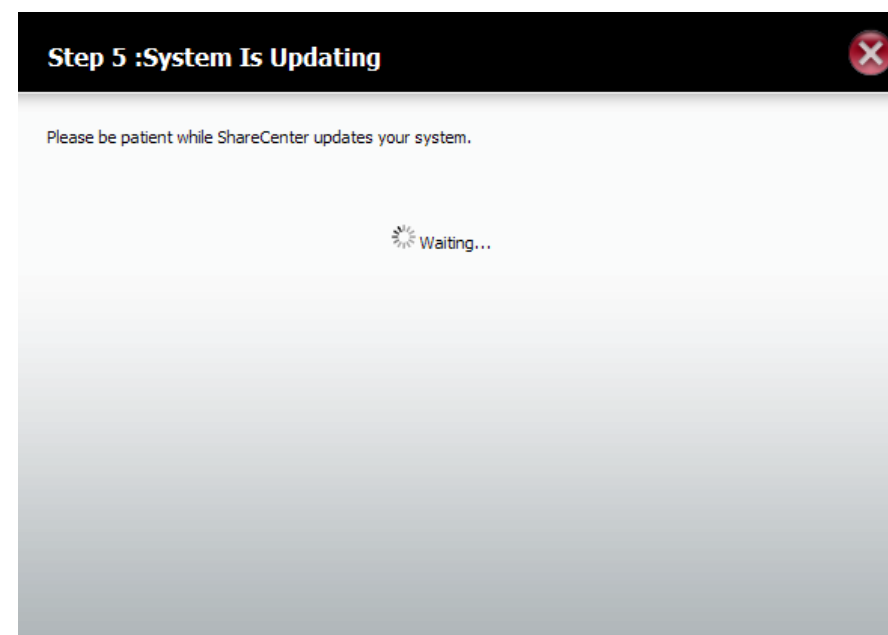 Step 5 :System Is Updating
Please be patient while ShareCenter updates your system.
Waiting...